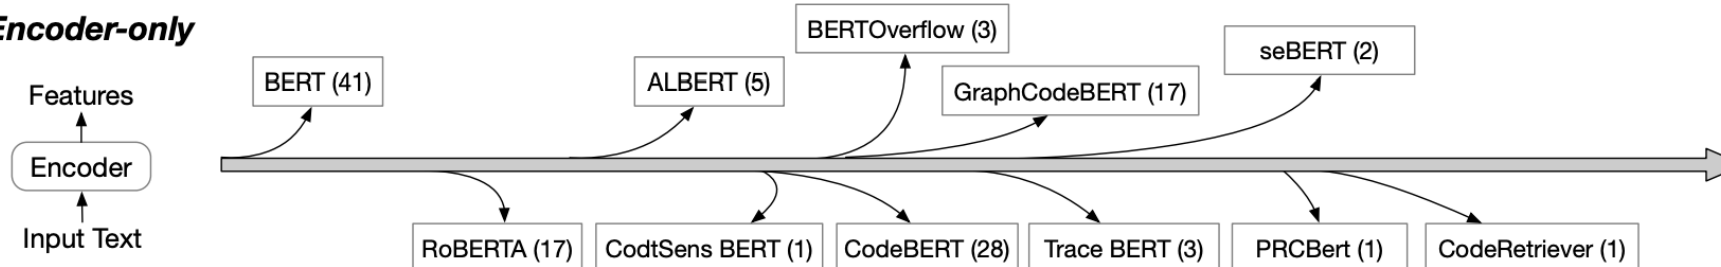 Encoder-only
Features
Encoder
Input Text
BERT (41)
ALBERT (5)
BERTOverflow (3)
GraphCodeBERT (17)
seBERT (2)
RoBERTA (17)
CodtSens BERT (1)
CodeBERT (28)
Trace BERT (3)
PRCBert (1)
CodeRetriever (1)